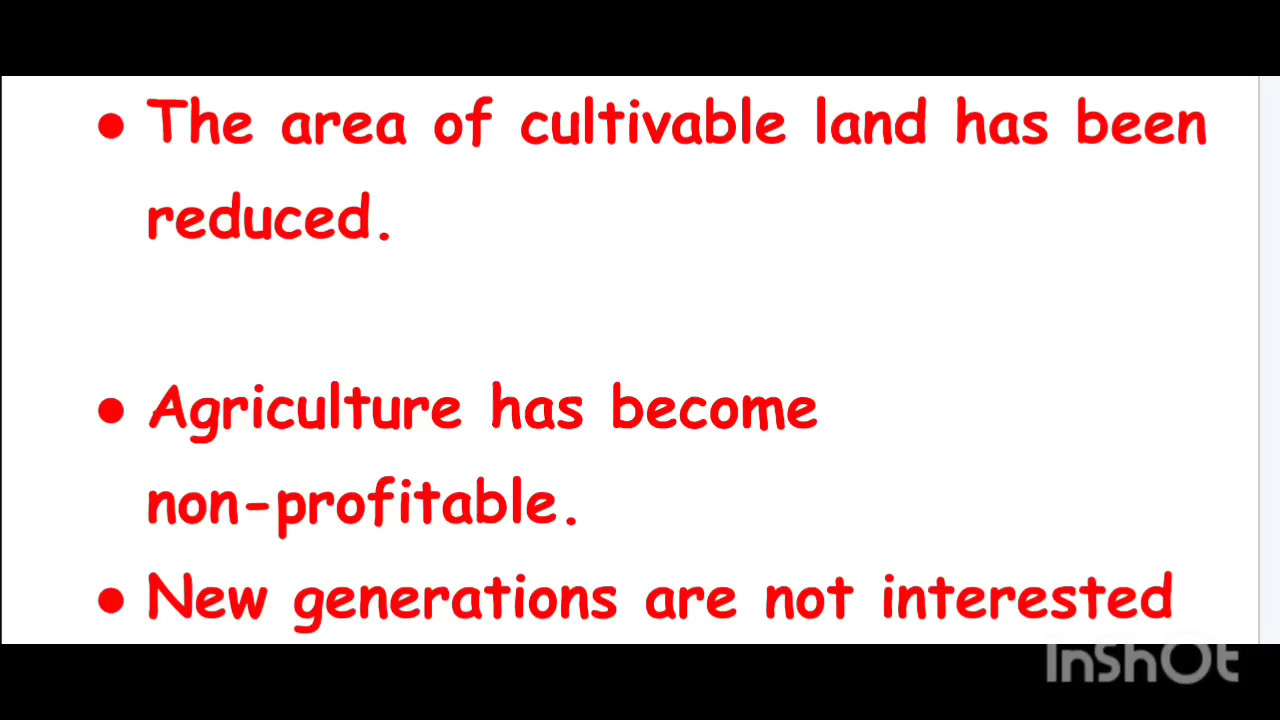 ● The area of cultivable land has been
reduced.
● Agriculture has become
non-profitable.
● New generations are not interested
InShOt